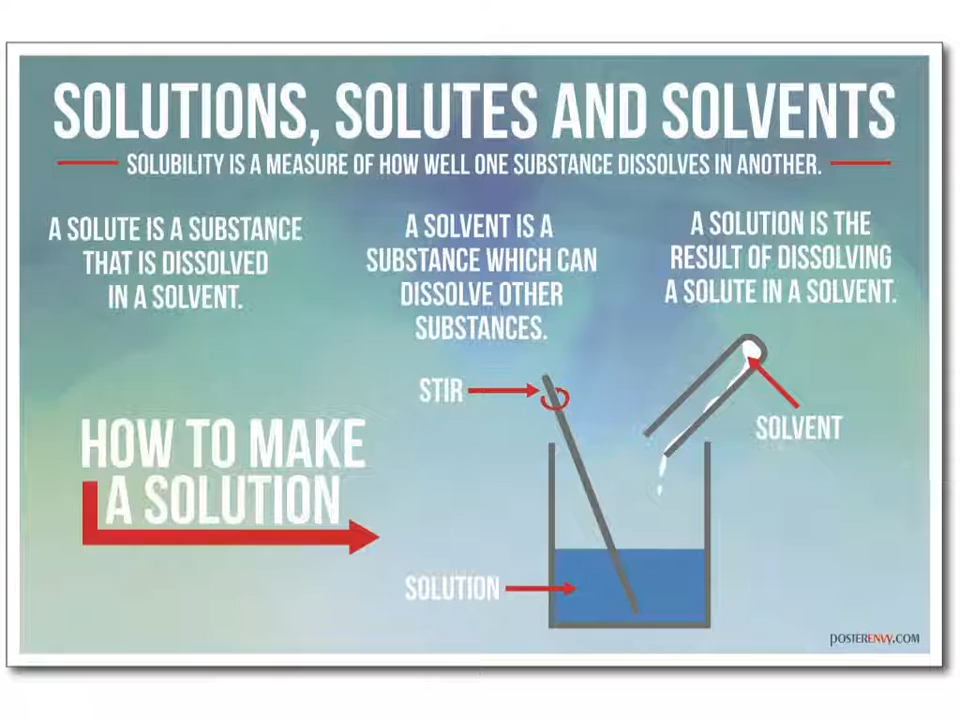 SOLUTIONS, SOLUTES AND SOLVENTS
SOLUBILITY IS A MEASURE OF HOW WELL ONE SUBSTANCE DISSOLVES IN ANOTHER.
A SOLUTE IS A SUBSTANCE
THAT IS DISSOLVED
IN A SOLVENT.
A SOLVENT IS A
SUBSTANCE WHICH CAN
DISSOLVE OTHER
SUBSTANCES.
A SOLUTION IS THE
RESULT OF DISSOLVING
A SOLUTE IN A SOLVENT.
HOW TO MAKE
A SOLUTION
STIR
SOLVENT
SOLUTION
POSTERENVY.COM